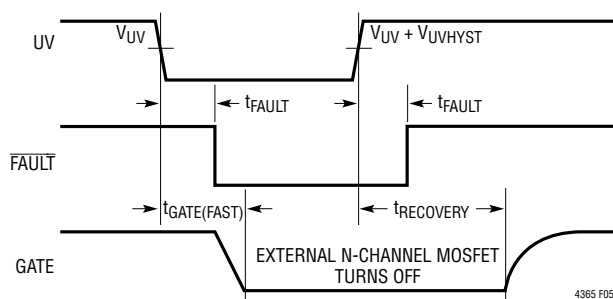 UV
V_UV
V_UV + V_UVHYST
t_FAULT
t_FAULT
FAULT
t_GATE(FAST)
t_RECOVERY
GATE
EXTERNAL N-CHANNEL MOSFET
TURNS OFF
4365 F05